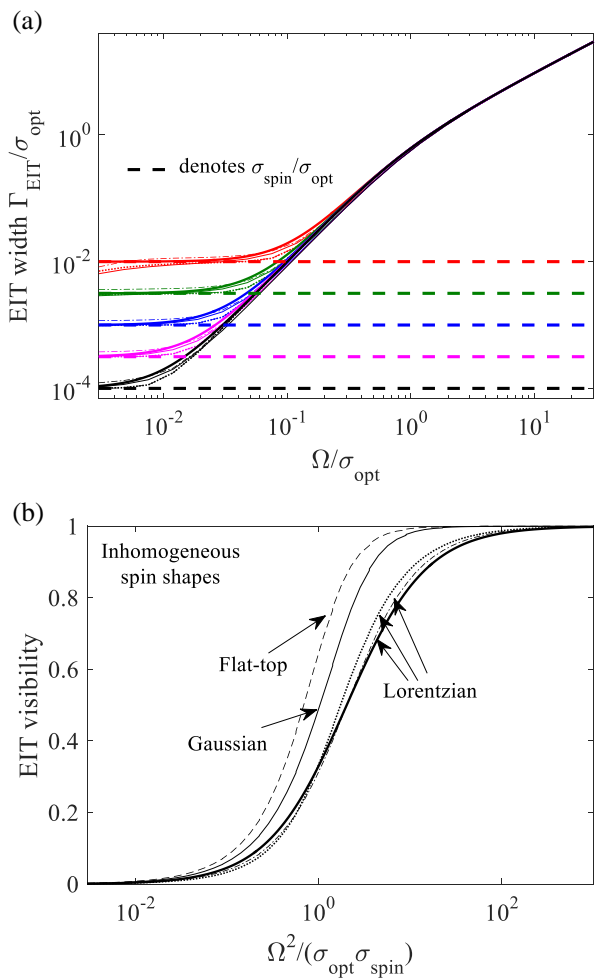 (a)
EIT width Γ_EIT/σ_opt
10^0
10^-2
10^-4
denotes σ_spin/σ_opt
10^-2
10^-1
10^0
10^1
Ω/σ_opt
(b)
EIT visibility
1
0.8
0.6
0.4
0.2
0
Inhomogeneous
spin shapes
Flat-top
Gaussian
Lorentzian
10^-2
10^0
10^2
Ω^2/(σ_opt σ_spin)